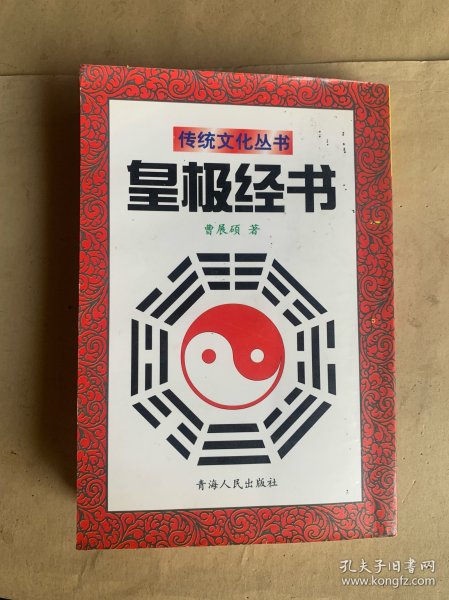 传统文化丛书
皇极经书
曹展硕 著
青海人民出版社
孔夫子旧书网
www.kongfz.com